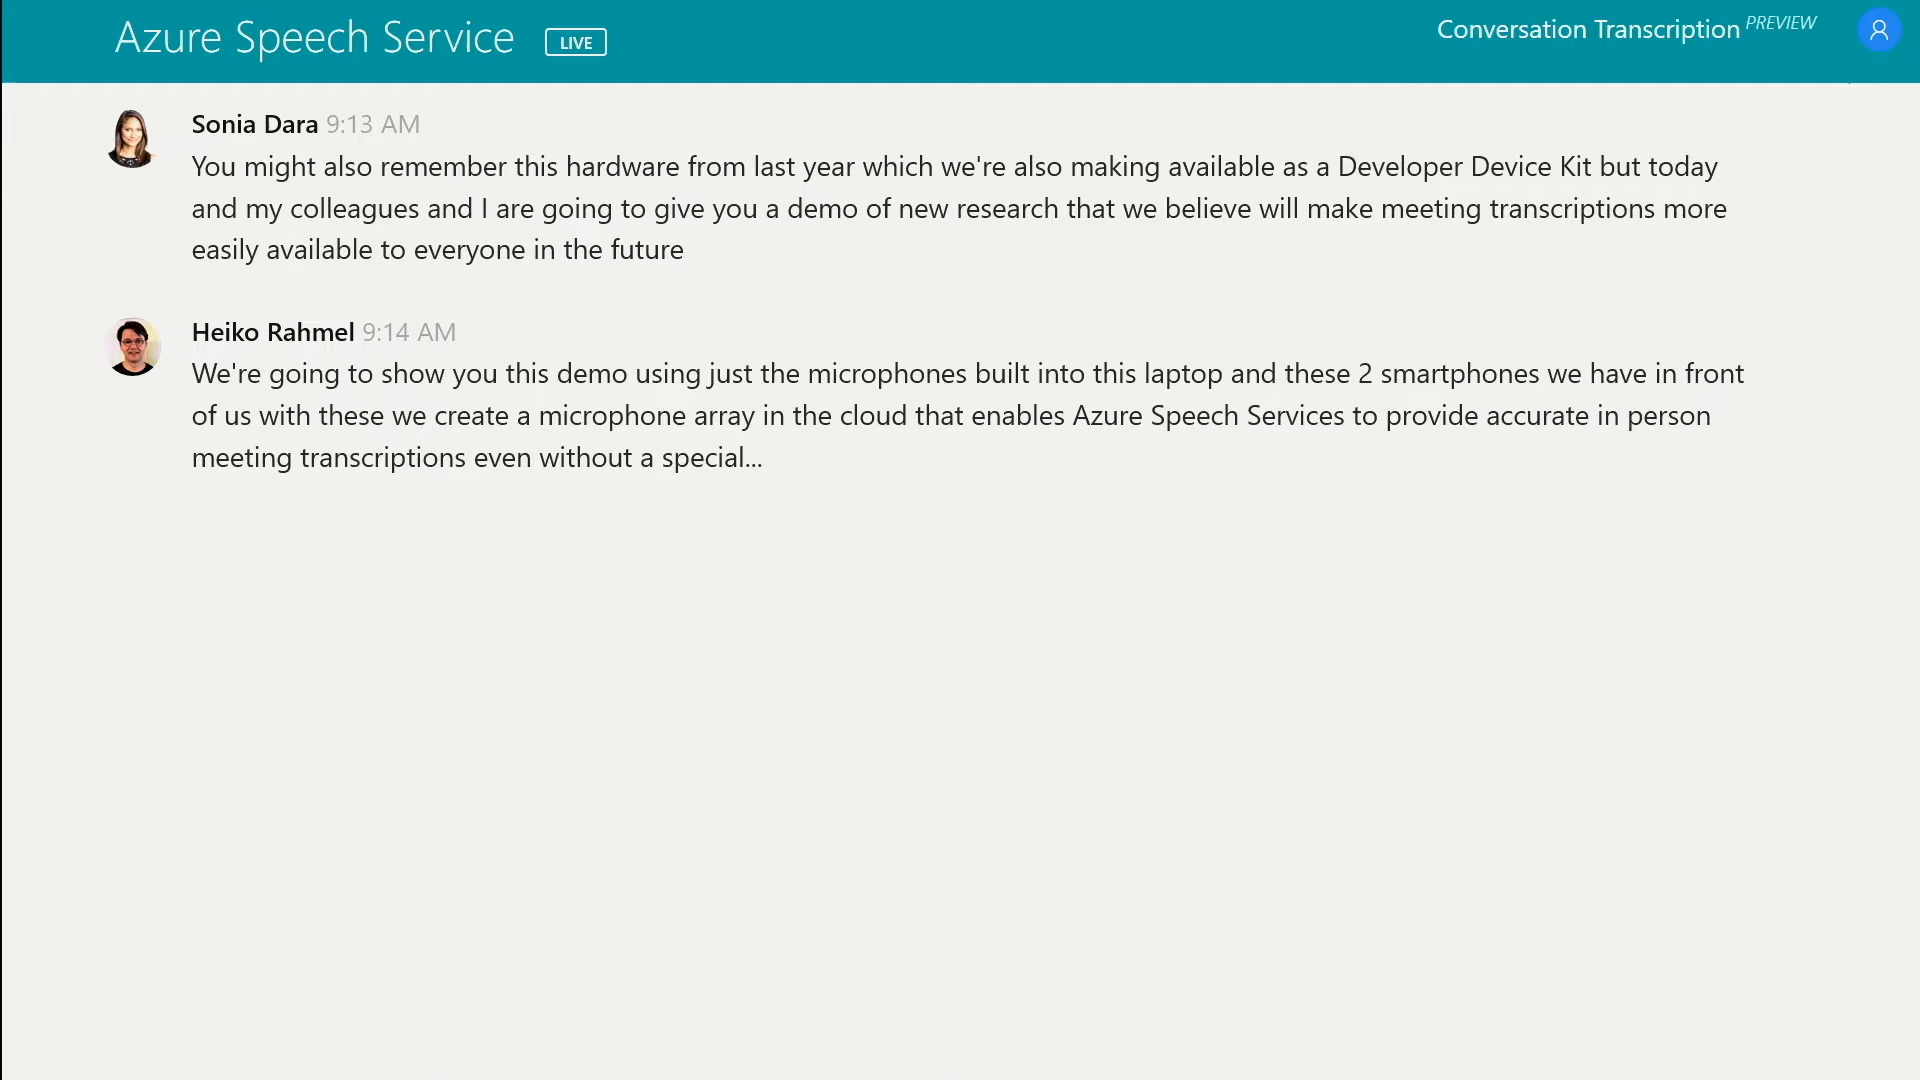 Azure Speech Service LIVE Conversation Transcription PREVIEW
Sonia Dara 9:13 AM
You might also remember this hardware from last year which we're also making available as a Developer Device Kit but today
and my colleagues and I are going to give you a demo of new research that we believe will make meeting transcriptions more
easily available to everyone in the future
Heiko Rahmel 9:14 AM
We're going to show you this demo using just the microphones built into this laptop and these 2 smartphones we have in front
of us with these we create a microphone array in the cloud that enables Azure Speech Services to provide accurate in person
meeting transcriptions even without a special...